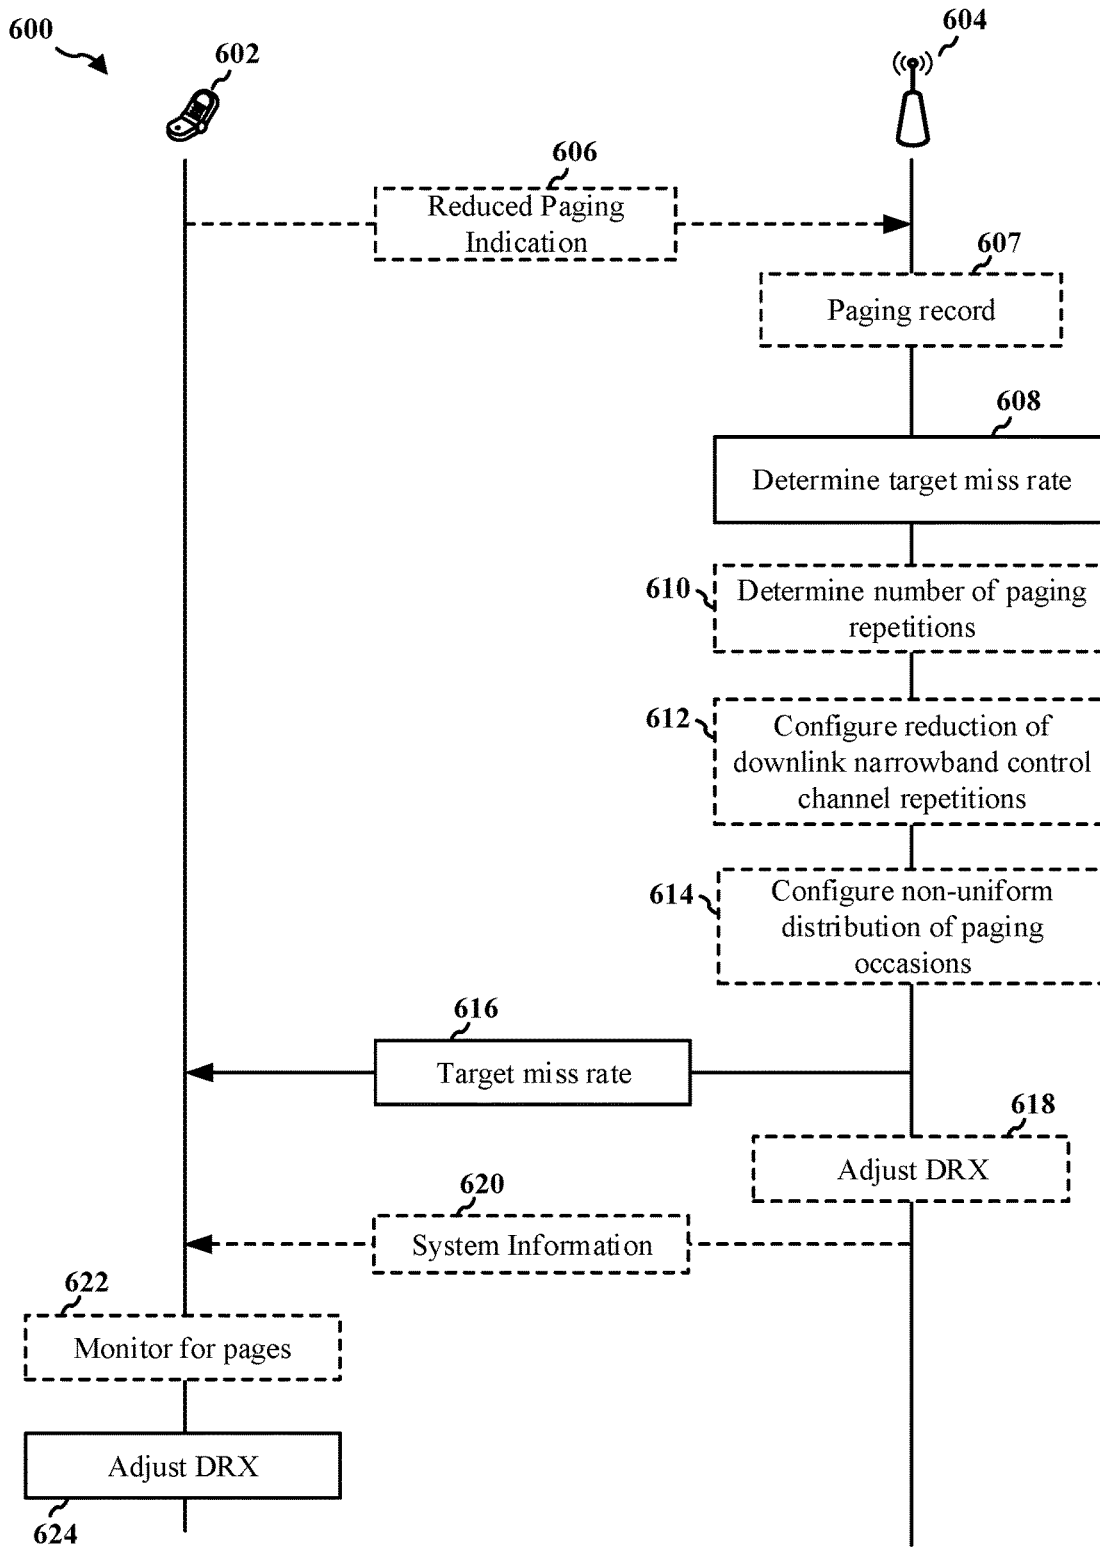 600
602
604
606
Reduced Paging
Indication
607
Paging record
608
Determine target miss rate
610
Determine number of paging
repetitions
612
Configure reduction of
downlink narrowband control
channel repetitions
614
Configure non-uniform
distribution of paging
occasions
616
Target miss rate
618
Adjust DRX
620
System Information
622
Monitor for pages
Adjust DRX
624